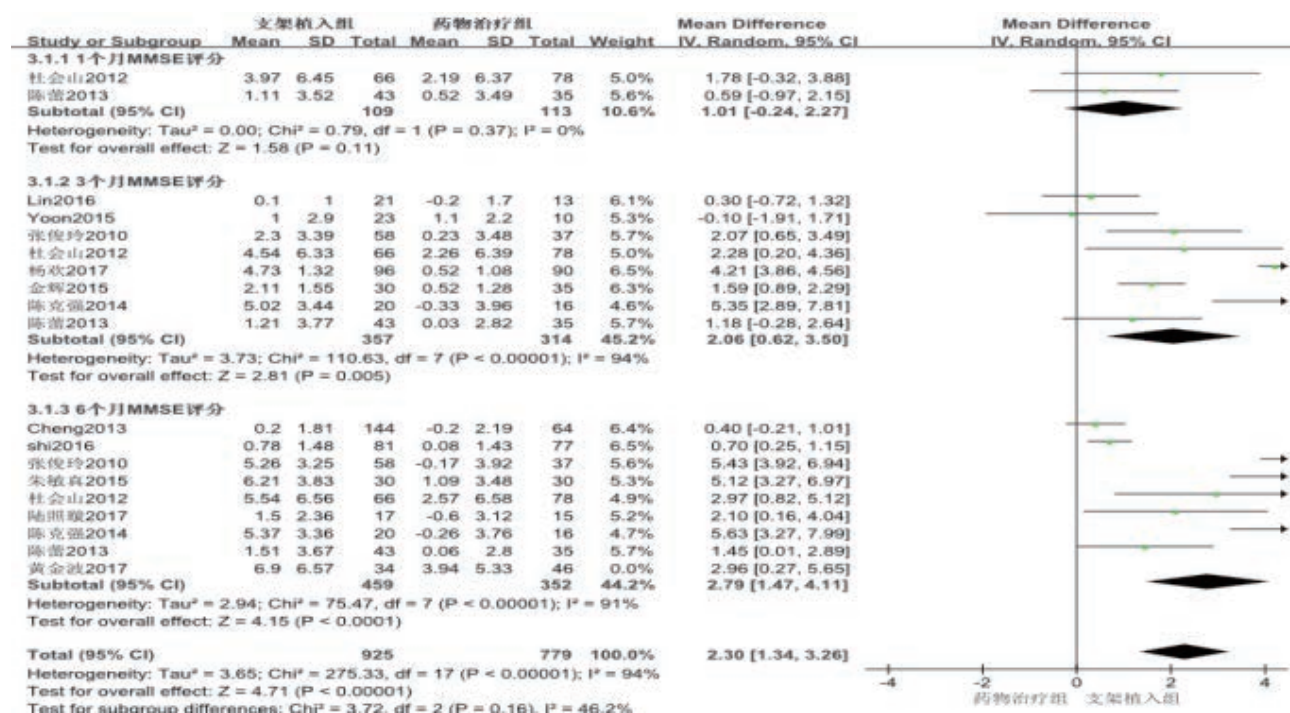 支架植入组 药物治疗组 Mean Difference Mean Difference
Study or Subgroup Mean SD Total Mean SD Total Weight IV, Random, 95% CI IV, Random, 95% CI
3.1.1 1个月MMSE评分
杜会山2012 3.97 6.45 66 2.19 6.37 78 5.0% 1.78 [-0.32, 3.88]
陈蕾2013 1.11 3.52 43 0.52 3.49 35 5.6% 0.59 [-0.97, 2.15]
Subtotal (95% CI) 109 113 10.6% 1.01 [-0.24, 2.27]
Heterogeneity: Tau² = 0.00; Chi² = 0.79, df = 1 (P = 0.37); I² = 0%
Test for overall effect: Z = 1.58 (P = 0.11)
3.1.2 3个月MMSE评分
Lin2016 0.1 1 21 -0.2 1.7 13 6.1% 0.30 [-0.72, 1.32]
Yoon2015 1 2.9 23 1.1 2.2 10 5.3% -0.10 [-1.91, 1.71]
张俊玲2010 2.3 3.39 58 0.23 3.48 37 5.7% 2.07 [0.65, 3.49]
杜会山2012 4.54 6.33 66 2.26 6.39 78 5.0% 2.28 [0.20, 4.36]
杨欢2017 4.73 1.32 96 0.52 1.08 90 6.5% 4.21 [3.86, 4.56]
金辉2015 2.11 1.55 30 0.52 1.28 35 6.3% 1.59 [0.89, 2.29]
陈克强2014 5.02 3.44 20 -0.33 3.96 16 4.6% 5.35 [2.89, 7.81]
陈蕾2013 1.21 3.77 43 0.03 2.82 35 5.7% 1.18 [-0.28, 2.64]
Subtotal (95% CI) 357 314 45.2% 2.06 [0.62, 3.50]
Heterogeneity: Tau² = 3.73; Chi² = 110.63, df = 7 (P < 0.00001); I² = 94%
Test for overall effect: Z = 2.81 (P = 0.005)
3.1.3 6个月MMSE评分
Cheng2013 0.2 1.81 144 -0.2 2.19 64 6.4% 0.40 [-0.21, 1.01]
shi2016 0.78 1.48 81 0.08 1.43 77 6.5% 0.70 [0.25, 1.15]
张俊玲2010 5.26 3.25 58 -0.17 3.92 37 5.6% 5.43 [3.92, 6.94]
朱敏真2015 6.21 3.83 30 1.09 3.48 30 5.3% 5.12 [3.27, 6.97]
杜会山2012 5.54 6.56 66 2.57 6.58 78 4.9% 2.97 [0.82, 5.12]
陆照璇2017 1.5 2.36 17 -0.6 3.12 15 5.2% 2.10 [0.16, 4.04]
陈克强2014 5.37 3.36 20 -0.26 3.76 16 4.7% 5.63 [3.27, 7.99]
陈蕾2013 1.51 3.67 43 0.06 2.8 35 5.7% 1.45 [0.01, 2.89]
黄金波2017 6.9 6.57 34 3.94 5.33 46 0.0% 2.96 [0.27, 5.65]
Subtotal (95% CI) 459 352 44.2% 2.79 [1.47, 4.11]
Heterogeneity: Tau² = 2.94; Chi² = 75.47, df = 7 (P < 0.00001); I² = 91%
Test for overall effect: Z = 4.15 (P < 0.0001)
Total (95% CI) 925 779 100.0% 2.30 [1.34, 3.26]
Heterogeneity: Tau² = 3.65; Chi² = 275.33, df = 17 (P < 0.00001); I² = 94%
Test for overall effect: Z = 4.71 (P < 0.00001)
Test for subgroup differences: Chi² = 3.72, df = 2 (P = 0.16), I² = 46.2%
-4 -2 0 2 4
药物治疗组 支架植入组